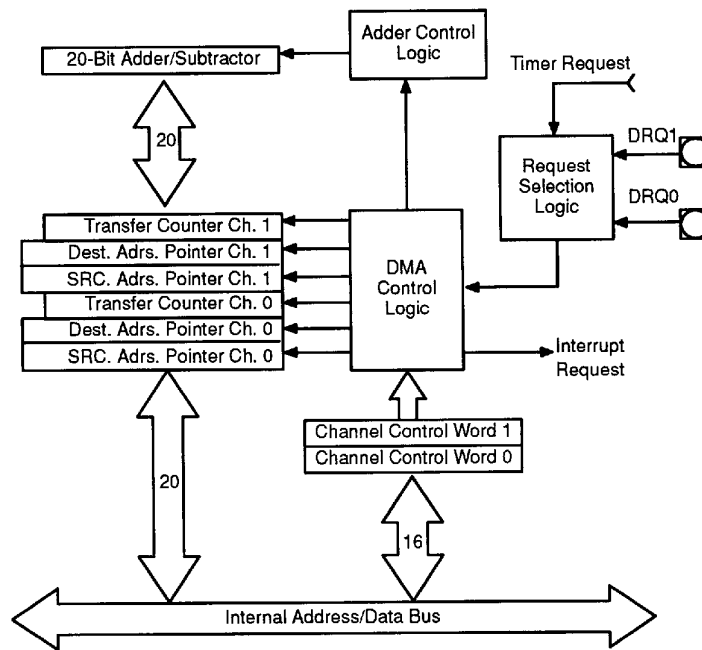 Adder Control
Logic
20-Bit Adder/Subtractor
Timer Request
20
DRQ1
Request
Selection
Logic
DRQ0
Transfer Counter Ch. 1
Dest. Adrs. Pointer Ch. 1
SRC. Adrs. Pointer Ch. 1
Transfer Counter Ch. 0
Dest. Adrs. Pointer Ch. 0
SRC. Adrs. Pointer Ch. 0
DMA
Control
Logic
Interrupt
Request
Channel Control Word 1
Channel Control Word 0
20
16
Internal Address/Data Bus